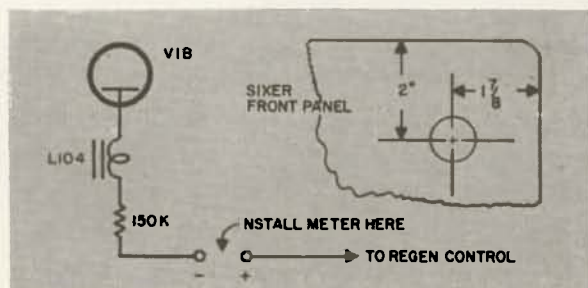 V1B
L104
150K
NSTALL METER HERE
- +
TO REGEN CONTROL
SIXER
FRONT PANEL
2"
1 7/8